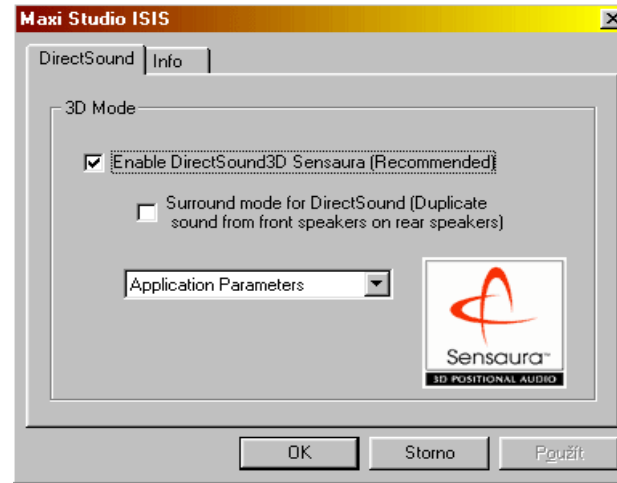 Maxi Studio ISIS
DirectSound
Info
3D Mode
Enable DirectSound3D Sensaura (Recommended)
Surround mode for DirectSound (Duplicate
sound from front speakers on rear speakers)
Application Parameters
Sensaura™
3D POSITIONAL AUDIO
OK
Storno
Použít